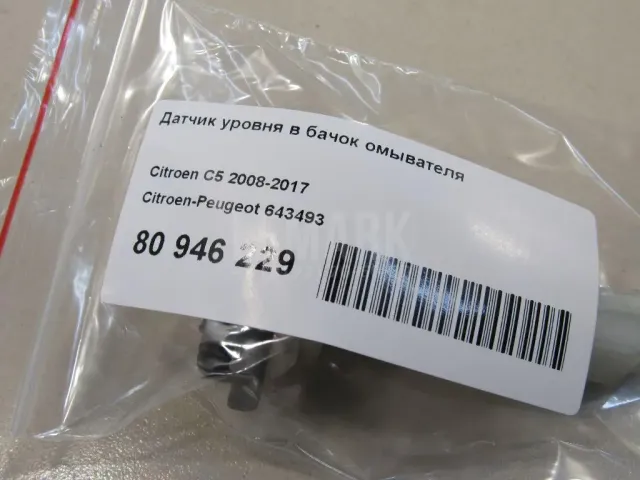 Датчик уровня в бачок омывателя
Citroen C5 2008-2017
Citroen-Peugeot 643493
80 946 229